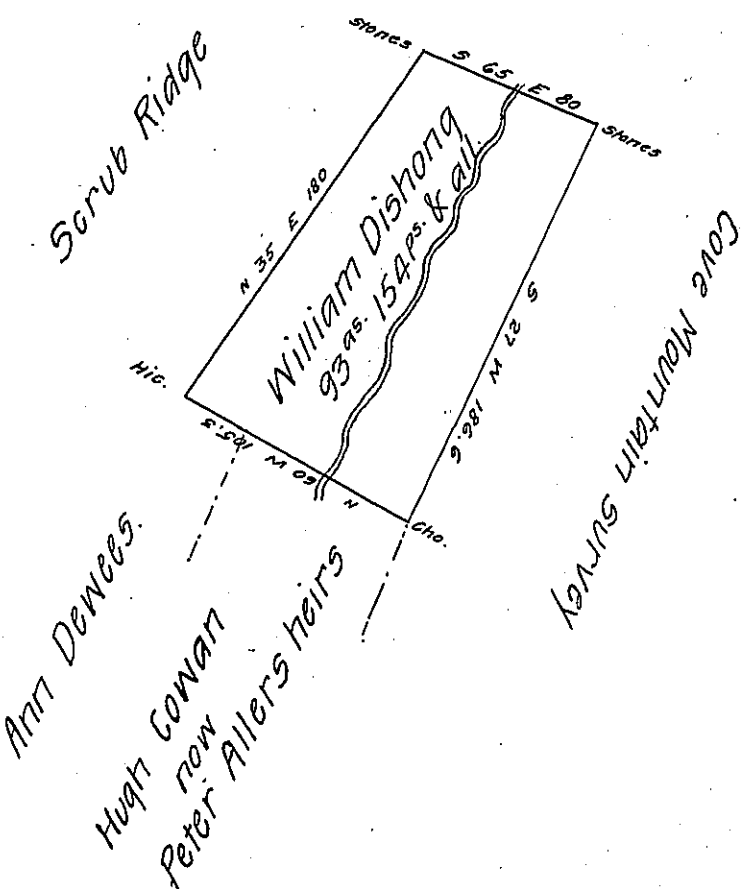 stones
S 65 E 80
stones
Scrub Ridge
N 35 E 180
William Dishong
93 as. 154 ps. & all.
S 27 W 186.6
Cove Mountain survey
Hic.
N 60 W 105.5
Cho.
Ann Dewees.
Hugh Cowan
now
Peter Allers heirs